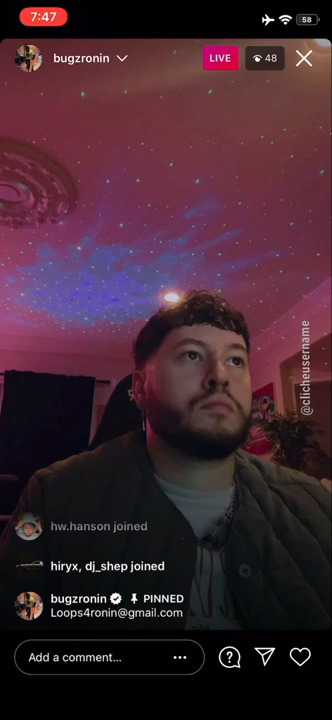 7:47
58
bugzronin
LIVE
48
@clicheusername
hw.hanson joined
hiryx, dj_shep joined
bugzronin PINNED
Loops4ronin@gmail.com
Add a comment...